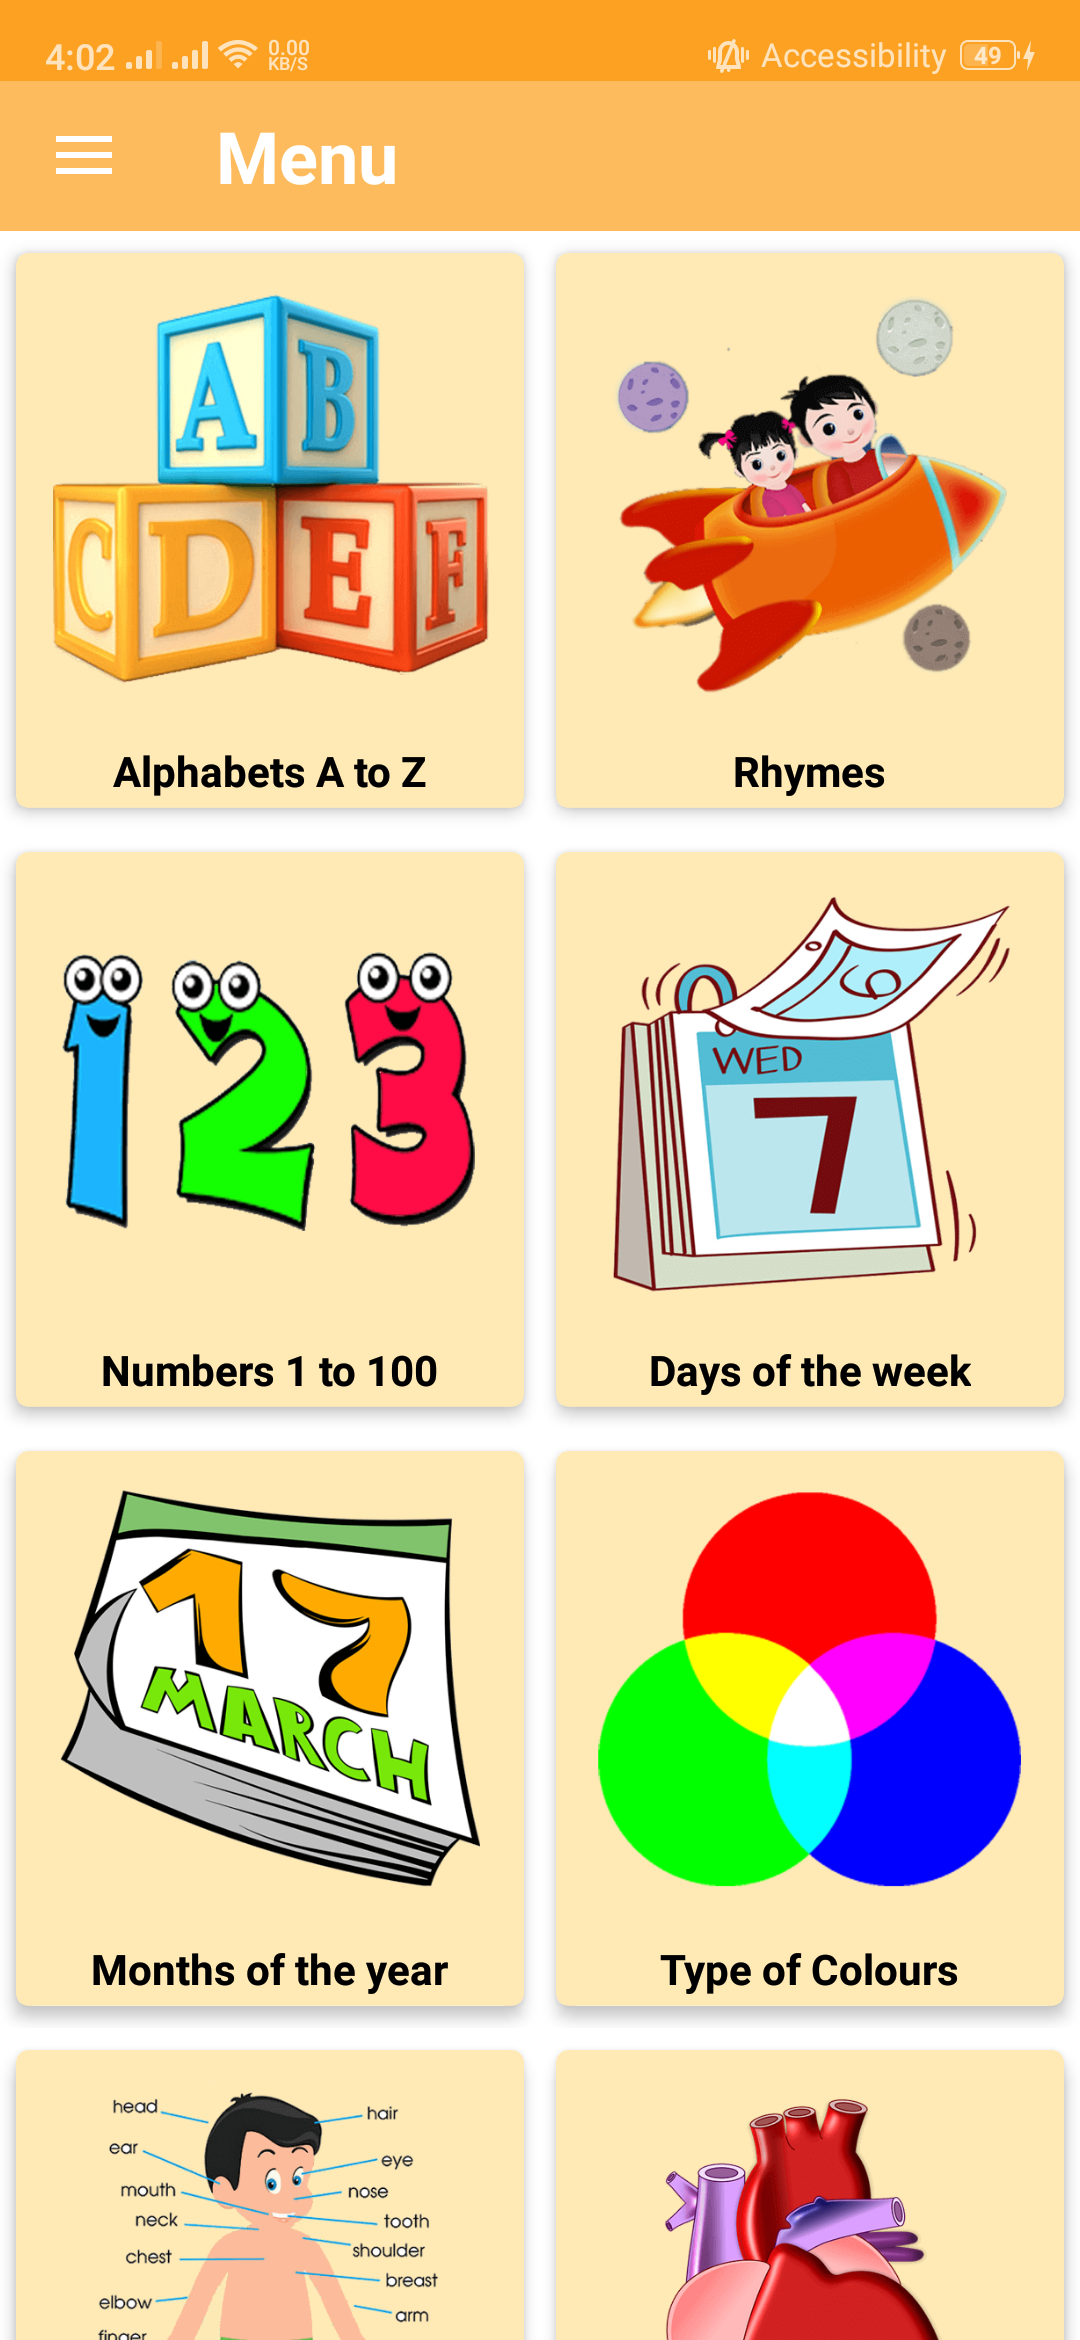 4:02 0.00 KB/S Accessibility 49
Menu
A B
C D E F
Alphabets A to Z
Rhymes
1 2 3
6
WED
7
Numbers 1 to 100
Days of the week
17
MARCH
Months of the year
Type of Colours
head
hair
ear
eye
mouth
nose
neck
tooth
chest
shoulder
breast
elbow
arm
finger